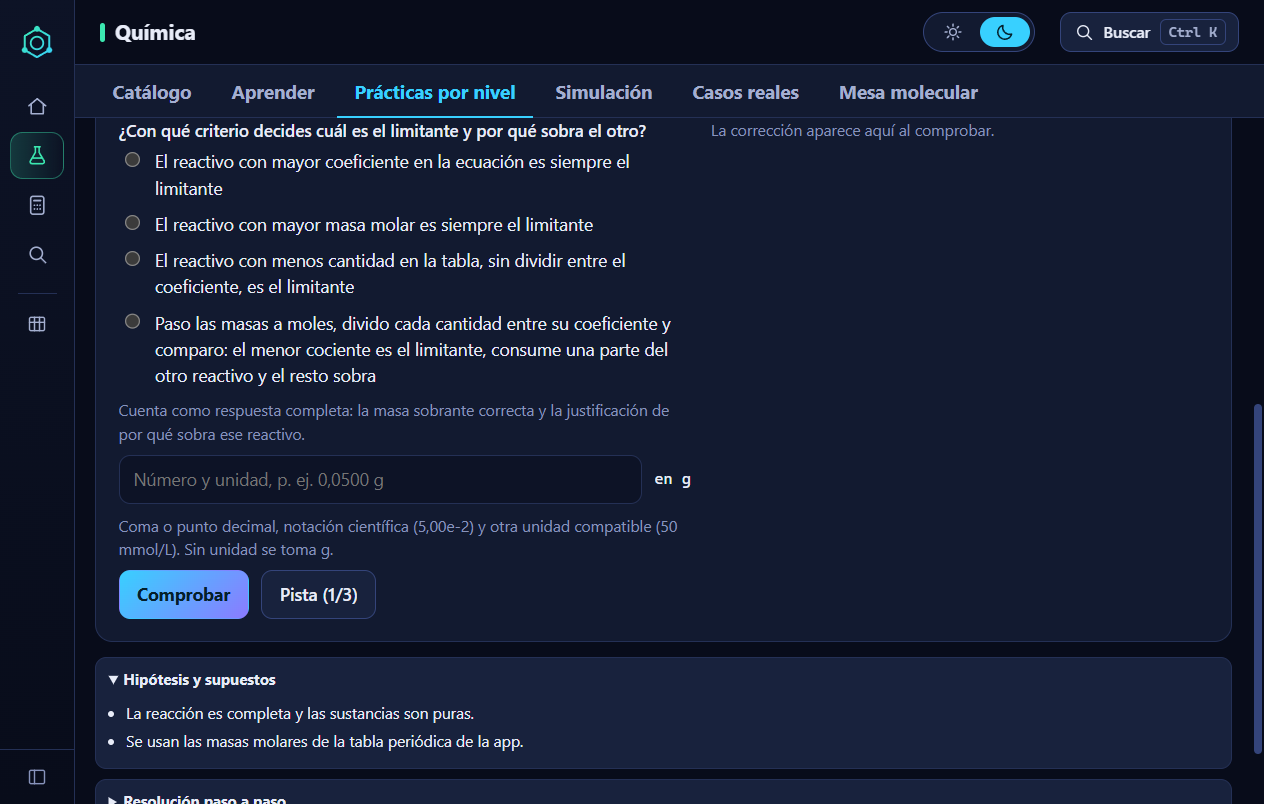 Química
Buscar Ctrl K
Catálogo Aprender Prácticas por nivel Simulación Casos reales Mesa molecular
¿Con qué criterio decides cuál es el limitante y por qué sobra el otro?
La corrección aparece aquí al comprobar.
El reactivo con mayor coeficiente en la ecuación es siempre el
limitante
El reactivo con mayor masa molar es siempre el limitante
El reactivo con menos cantidad en la tabla, sin dividir entre el
coeficiente, es el limitante
Paso las masas a moles, divido cada cantidad entre su coeficiente y
comparo: el menor cociente es el limitante, consume una parte del
otro reactivo y el resto sobra
Cuenta como respuesta completa: la masa sobrante correcta y la justificación de
por qué sobra ese reactivo.
Número y unidad, p. ej. 0,0500 g en g
Coma o punto decimal, notación científica (5,00e-2) y otra unidad compatible (50
mmol/L). Sin unidad se toma g.
Comprobar Pista (1/3)
Hipótesis y supuestos
La reacción es completa y las sustancias son puras.
Se usan las masas molares de la tabla periódica de la app.
Resolución paso a paso